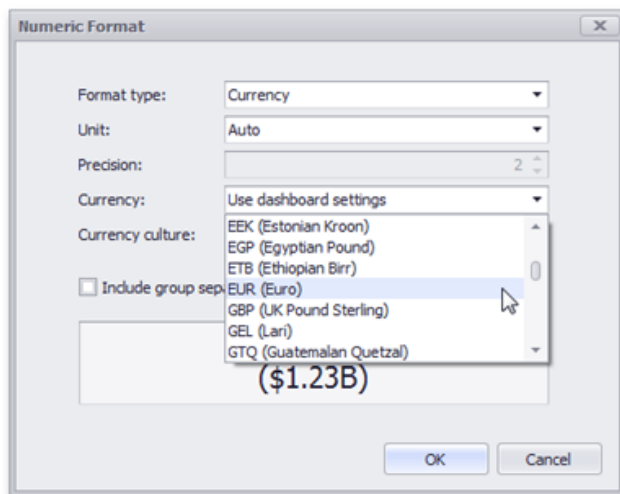 Numeric Format
Format type: Currency
Unit: Auto
Precision: 2
Currency: Use dashboard settings
EEK (Estonian Kroon)
Currency culture: EGP (Egyptian Pound)
ETB (Ethiopian Birr)
Include group sepa EUR (Euro)
GBP (UK Pound Sterling)
GEL (Lari)
GTQ (Guatemalan Quetzal)
($1.23B)
OK Cancel